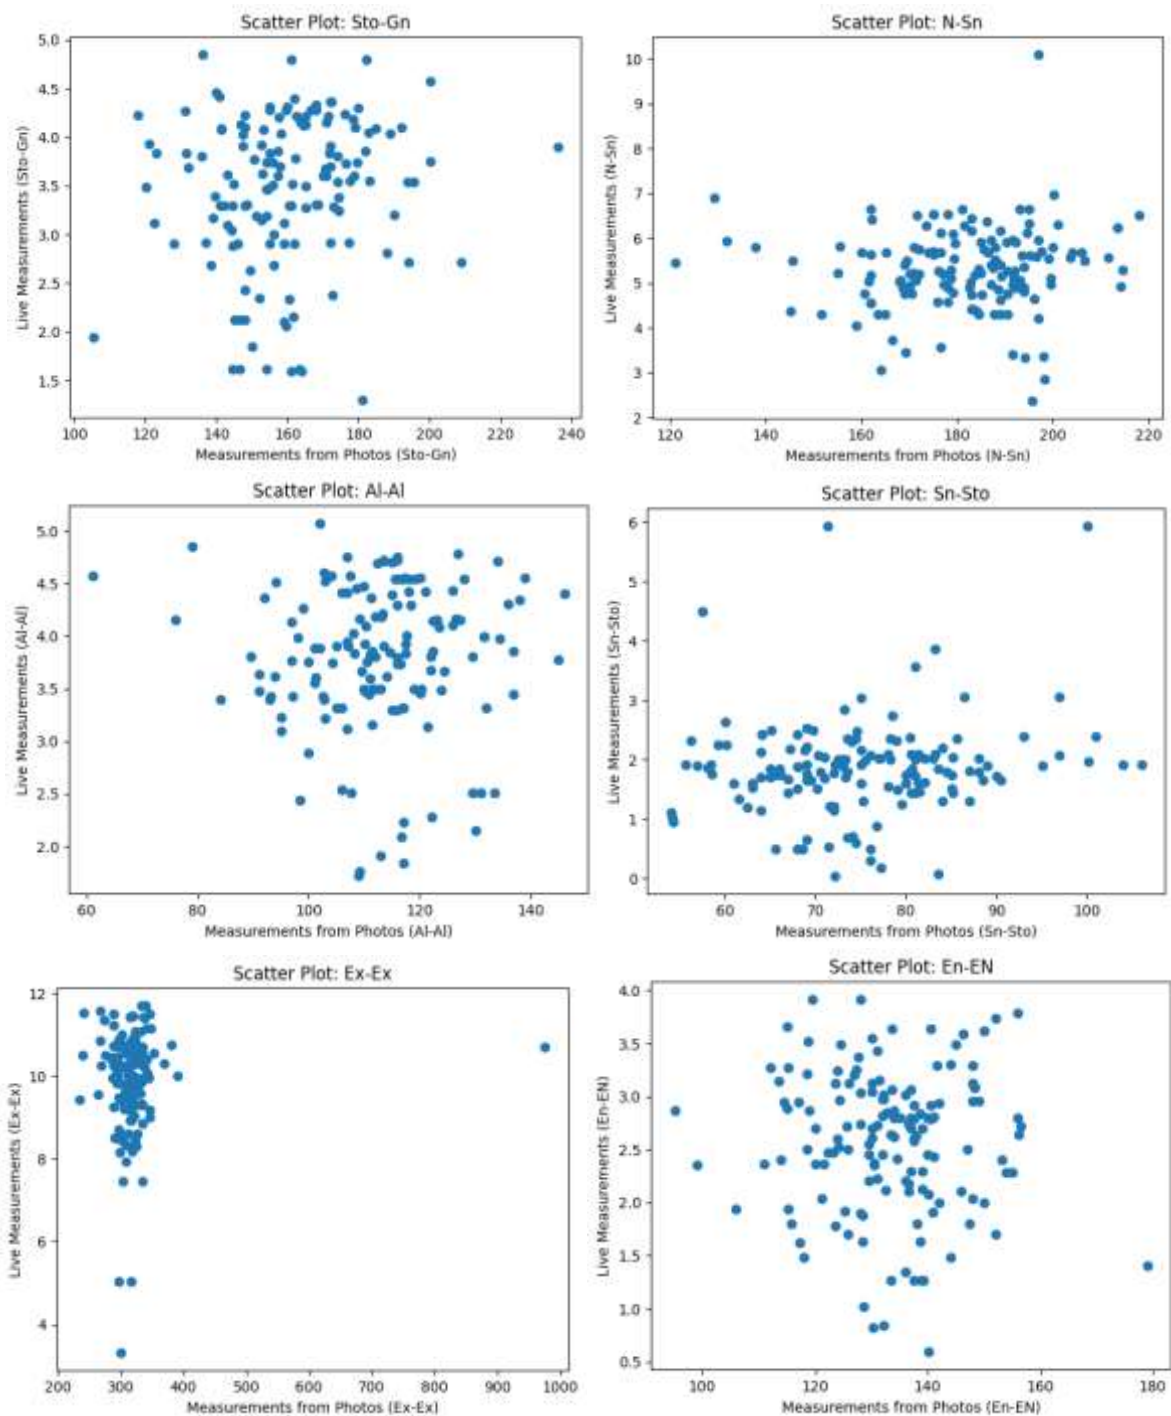 Scatter Plot: Sto-Gn
Live Measurements (Sto-Gn)
5.0
4.5
4.0
3.5
3.0
2.5
2.0
1.5
100 120 140 160 180 200 220 240
Measurements from Photos (Sto-Gn)
Scatter Plot: N-Sn
Live Measurements (N-Sn)
10
9
8
7
6
5
4
3
2
120 140 160 180 200 220
Measurements from Photos (N-Sn)
Scatter Plot: Al-Al
Live Measurements (Al-Al)
5.0
4.5
4.0
3.5
3.0
2.5
2.0
60 80 100 120 140
Measurements from Photos (Al-Al)
Scatter Plot: Sn-Sto
Live Measurements (Sn-Sto)
6
5
4
3
2
1
0
60 70 80 90 100
Measurements from Photos (Sn-Sto)
Scatter Plot: Ex-Ex
Live Measurements (Ex-Ex)
12
10
8
6
4
200 300 400 500 600 700 800 900 1000
Measurements from Photos (Ex-Ex)
Scatter Plot: En-EN
Live Measurements (En-EN)
4.0
3.5
3.0
2.5
2.0
1.5
1.0
0.5
100 120 140 160 180
Measurements from Photos (En-EN)